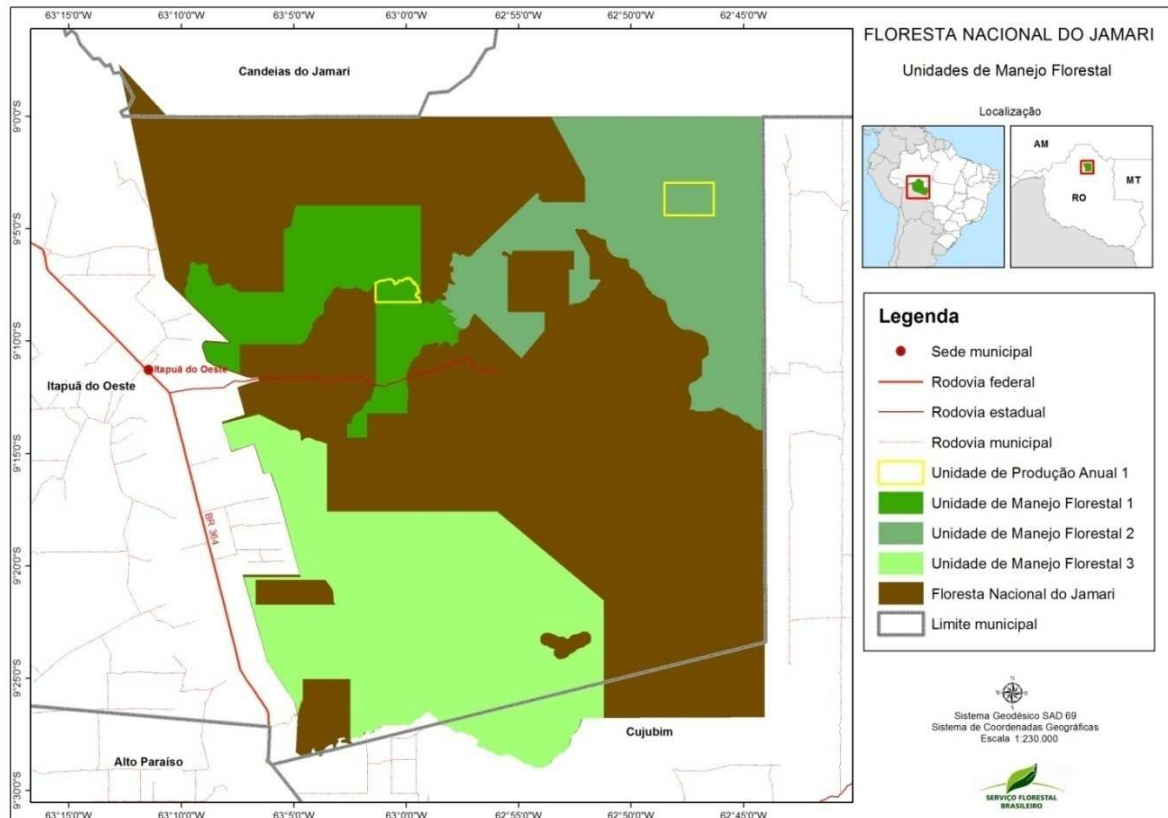 63°15'0"W 63°10'0"W 63°5'0"W 63°0'0"W 62°55'0"W 62°50'0"W 62°45'0"W
9°0'0"S
9°5'0"S
9°10'0"S
9°15'0"S
9°20'0"S
9°25'0"S
9°30'0"S
Candeias do Jamari
Itapuã do Oeste
Itapuã do Oeste
BR 364
Cujubim
Alto Paraíso
63°15'0"W 63°10'0"W 63°5'0"W 63°0'0"W 62°55'0"W 62°50'0"W 62°45'0"W
FLORESTA NACIONAL DO JAMARI
Unidades de Manejo Florestal
Localização
AM
MT
RO
Legenda
Sede municipal
Rodovia federal
Rodovia estadual
Rodovia municipal
Unidade de Produção Anual 1
Unidade de Manejo Florestal 1
Unidade de Manejo Florestal 2
Unidade de Manejo Florestal 3
Floresta Nacional do Jamari
Limite municipal
N
Sistema Geodésico SAD 69
Sistema de Coordenadas Geográficas
Escala 1:230.000
SERVIÇO FLORESTAL
BRASILEIRO